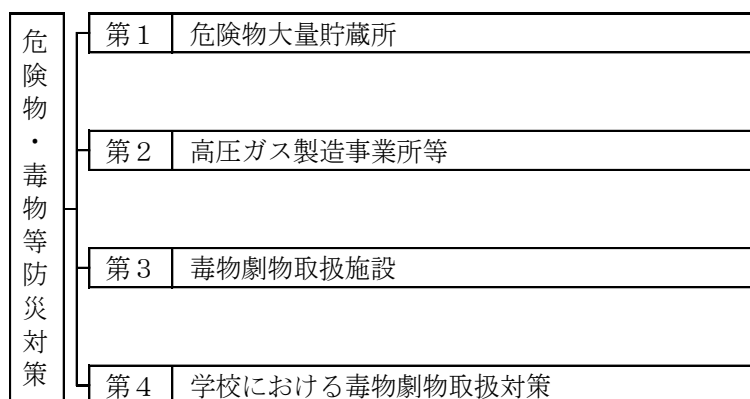 危険物・毒物等防災対策
第１ 危険物大量貯蔵所
第２ 高圧ガス製造事業所等
第３ 毒物劇物取扱施設
第４ 学校における毒物劇物取扱対策